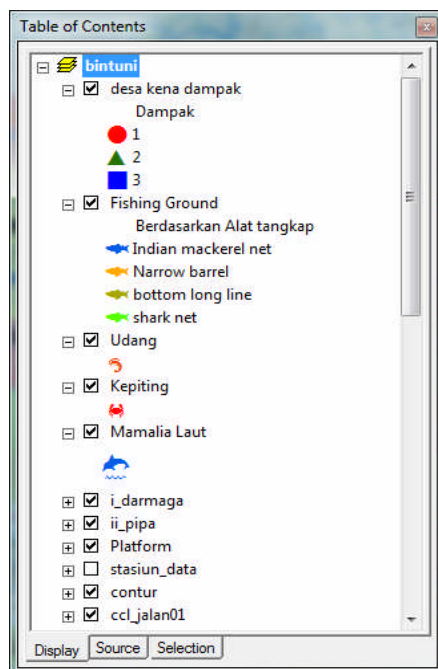 Table of Contents
bintuni
desa kena dampak
Dampak
1
2
3
Fishing Ground
Berdasarkan Alat tangkap
Indian mackerel net
Narrow barrel
bottom long line
shark net
Udang
Kepiting
Mamalia Laut
i_darmaga
ii_pipa
Platform
stasiun_data
contur
ccl_jalan01
Display Source Selection